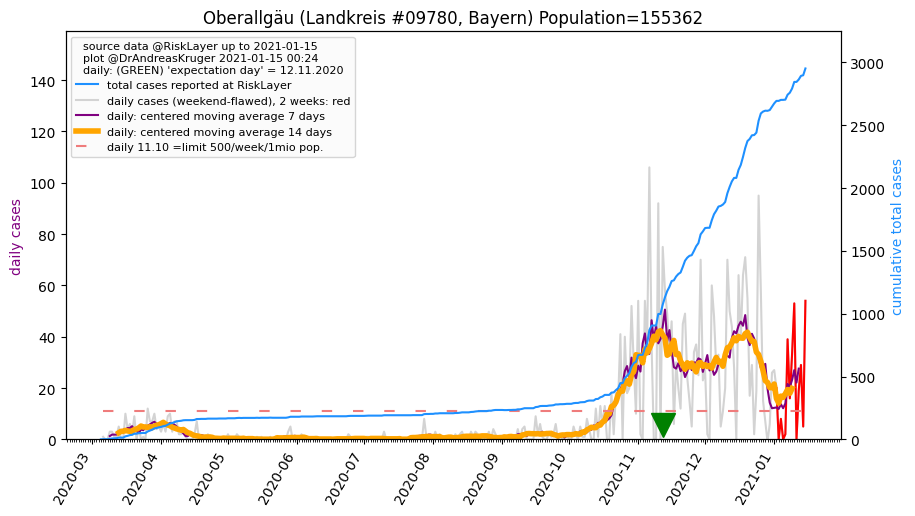 Oberallgäu (Landkreis #09780, Bayern) Population=155362
source data @RiskLayer up to 2021-01-15
plot @DrAndreasKruger 2021-01-15 00:24
daily: (GREEN) 'expectation day' = 12.11.2020
total cases reported at RiskLayer
daily cases (weekend-flawed), 2 weeks: red
daily: centered moving average 7 days
daily: centered moving average 14 days
daily 11.10 =limit 500/week/1mio pop.
daily cases
140
120
100
80
60
40
20
0
cumulative total cases
3000
2500
2000
1500
1000
500
0
2020-03
2020-04
2020-05
2020-06
2020-07
2020-08
2020-09
2020-10
2020-11
2020-12
2021-01